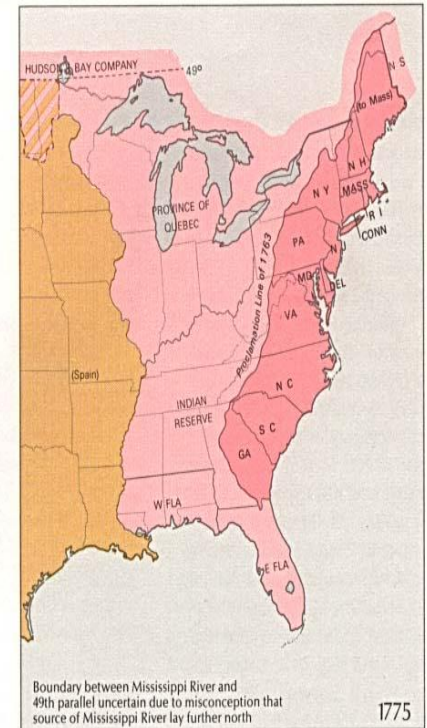 HUDSON BAY COMPANY
49°
N S
(to Mass)
N H
N Y
MASS
R I
CONN
PROVINCE OF
QUEBEC
PA
N J
MD
DEL
Proclamation Line of 1763
VA
(Spain)
N C
INDIAN
RESERVE
S C
GA
W FLA
E FLA
Boundary between Mississippi River and
49th parallel uncertain due to misconception that
source of Mississippi River lay further north
1775